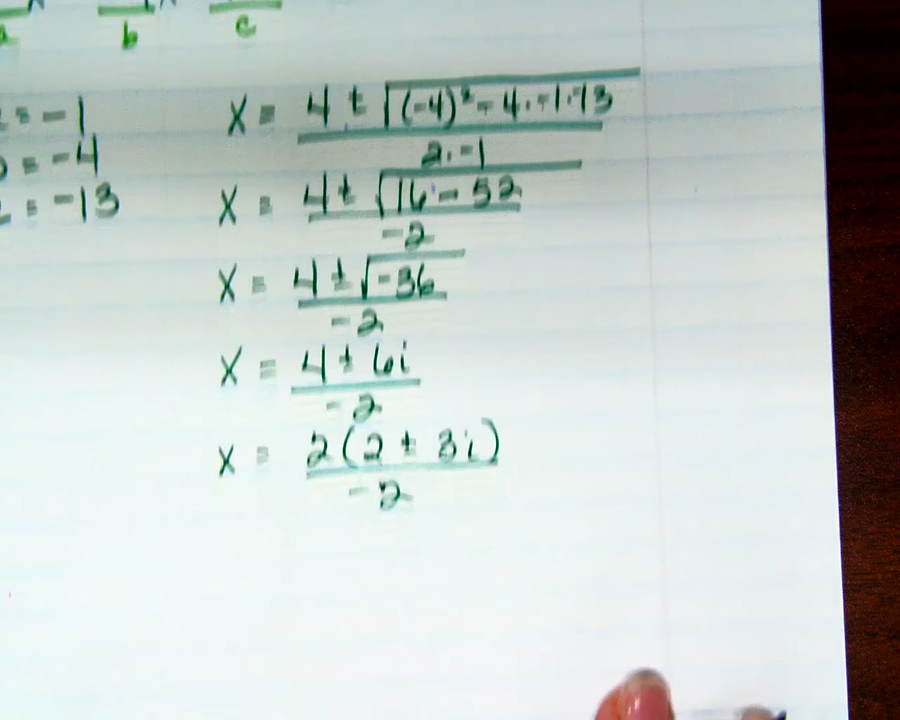 a b c
= -1
= -4
= -13
x = 4 ± √(-4)² - 4·-1·-13
2·-1
x = 4 ± √16 - 52
-2
x = 4 ± √-36
-2
x = 4 ± 6i
-2
x = 2(2 ± 3i)
-2